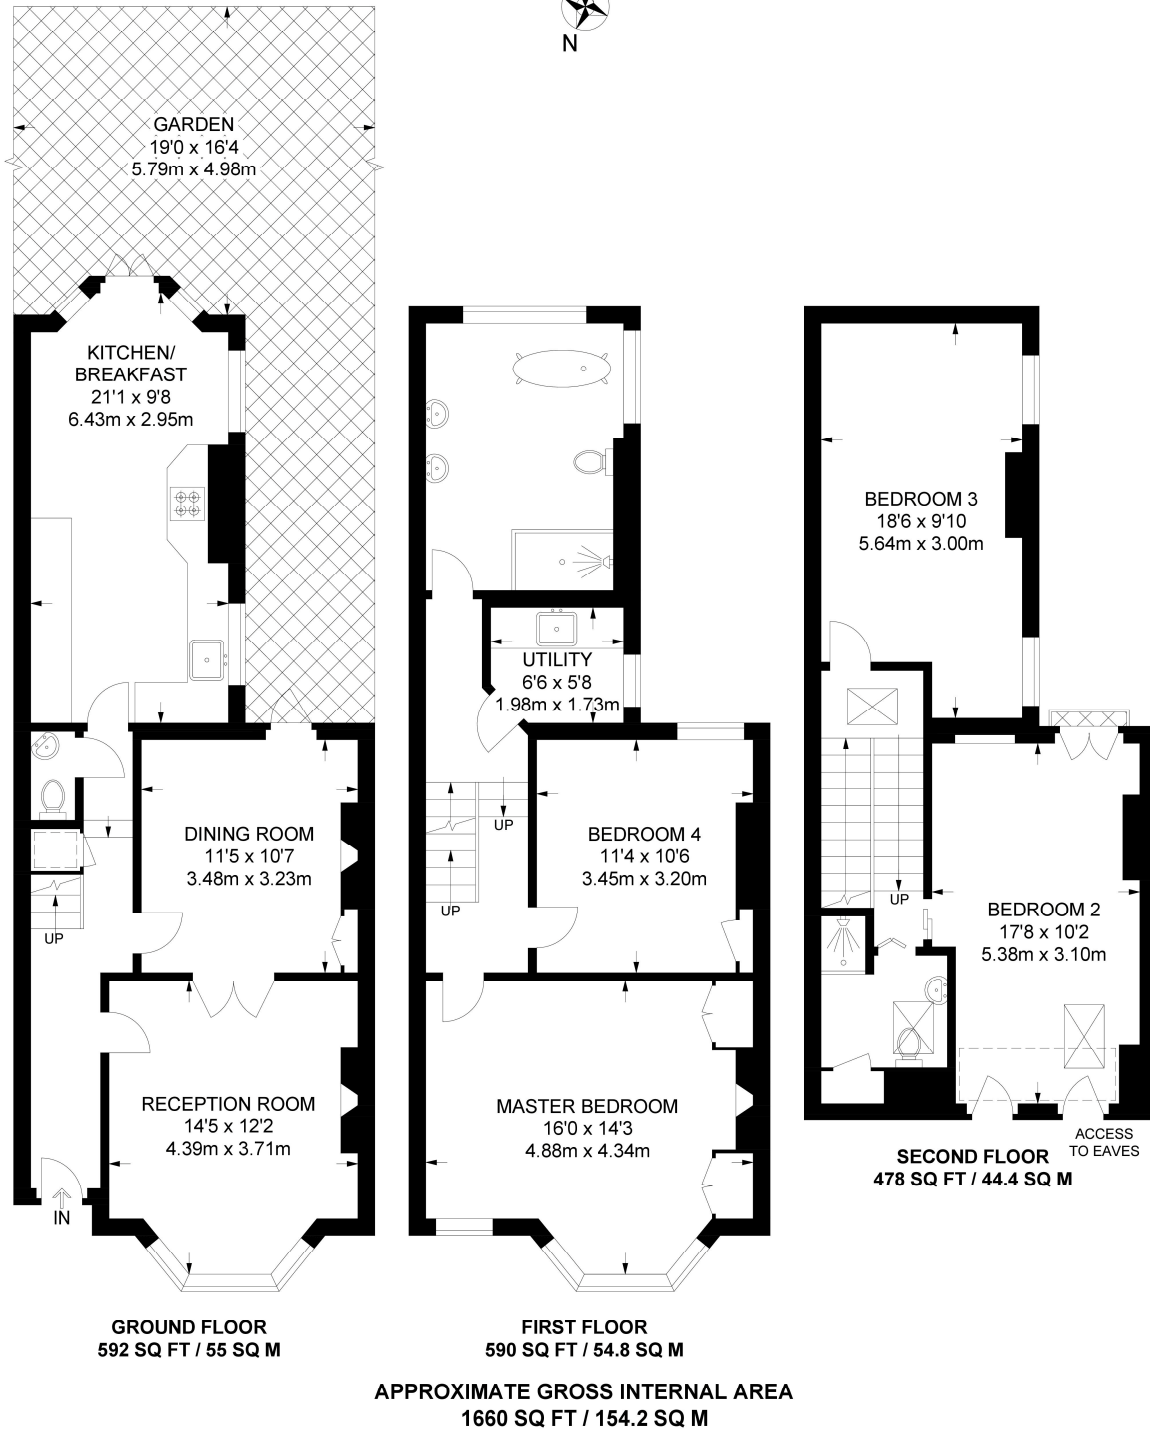 N
GARDEN
19'0 x 16'4
5.79m x 4.98m
KITCHEN/
BREAKFAST
21'1 x 9'8
6.43m x 2.95m
DINING ROOM
11'5 x 10'7
3.48m x 3.23m
UP
RECEPTION ROOM
14'5 x 12'2
4.39m x 3.71m
IN
GROUND FLOOR
592 SQ FT / 55 SQ M
UTILITY
6'6 x 5'8
1.98m x 1.73m
UP
UP
BEDROOM 4
11'4 x 10'6
3.45m x 3.20m
MASTER BEDROOM
16'0 x 14'3
4.88m x 4.34m
FIRST FLOOR
590 SQ FT / 54.8 SQ M
BEDROOM 3
18'6 x 9'10
5.64m x 3.00m
UP
BEDROOM 2
17'8 x 10'2
5.38m x 3.10m
ACCESS
TO EAVES
SECOND FLOOR
478 SQ FT / 44.4 SQ M
APPROXIMATE GROSS INTERNAL AREA
1660 SQ FT / 154.2 SQ M